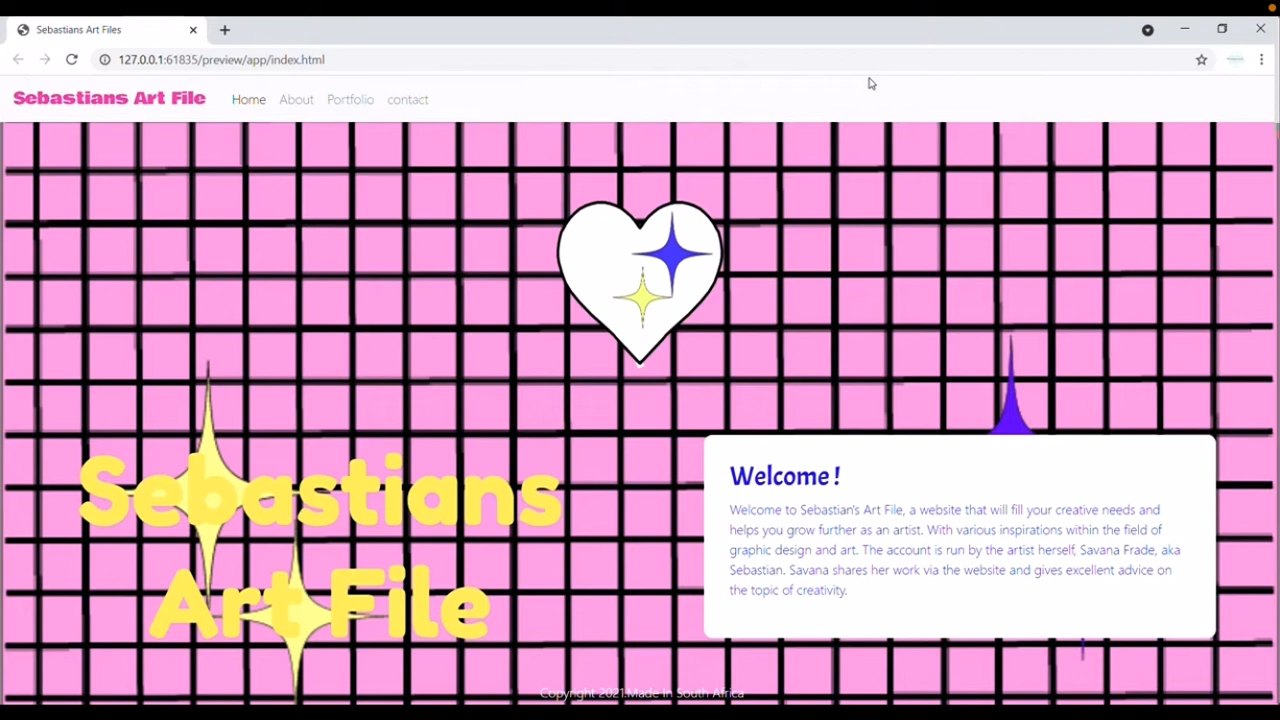 Sebastians Art Files
127.0.0.1:61835/preview/app/index.html
Sebastians Art File Home About Portfolio contact
Sebastians
Art File
Welcome !
Welcome to Sebastian's Art File, a website that will fill your creative needs and
helps you grow further as an artist. With various inspirations within the field of
graphic design and art. The account is run by the artist herself, Savana Frade, aka
Sebastian. Savana shares her work via the website and gives excellent advice on
the topic of creativity.
Copyright 2021.Made In South Africa